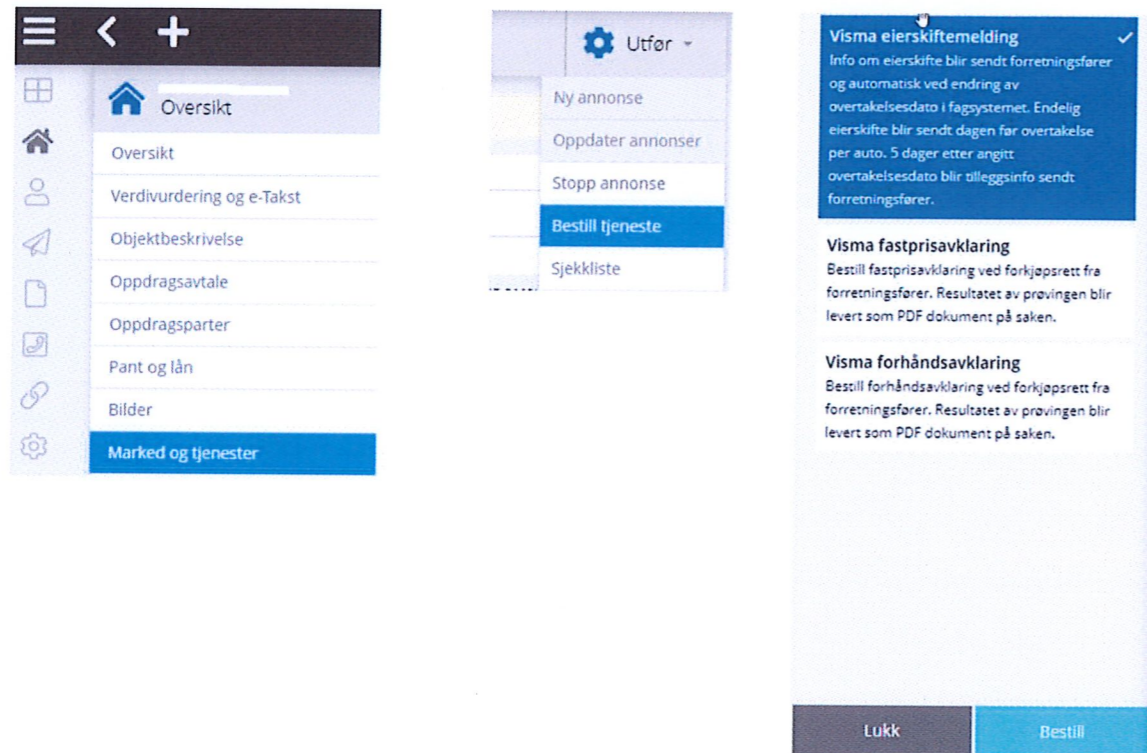 Oversikt
Oversikt
Verdivurdering og e-Takst
Objektbeskrivelse
Oppdragsavtale
Oppdragsparter
Pant og lån
Bilder
Marked og tjenester
Utfør
Ny annonse
Oppdater annonser
Stopp annonse
Bestill tjeneste
Sjekkliste
Visma eierskiftemelding
Info om eierskifte blir sendt forretningsfører
og automatisk ved endring av
overtakelsesdato i fagsystemet. Endelig
eierskifte blir sendt dagen før overtakelse
per auto. 5 dager etter angitt
overtakelsesdato blir tilleggsinfo sendt
forretningsfører.
Visma fastprisavklaring
Bestill fastprisavklaring ved forkjøpsrett fra
forretningsfører. Resultatet av prøvingen blir
levert som PDF dokument på saken.
Visma forhåndsavklaring
Bestill forhåndsavklaring ved forkjøpsrett fra
forretningsfører. Resultatet av prøvingen blir
levert som PDF dokument på saken.
Lukk
Bestill